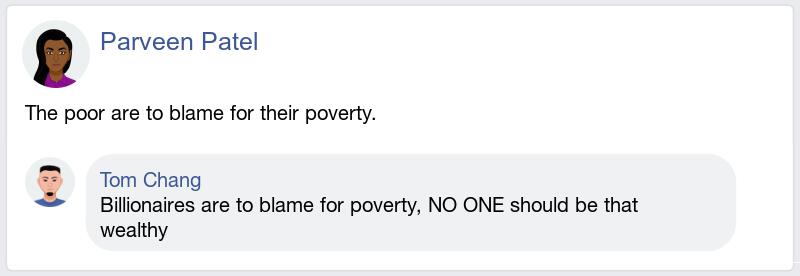 Parveen Patel
The poor are to blame for their poverty.
Tom Chang
Billionaires are to blame for poverty, NO ONE should be that
wealthy